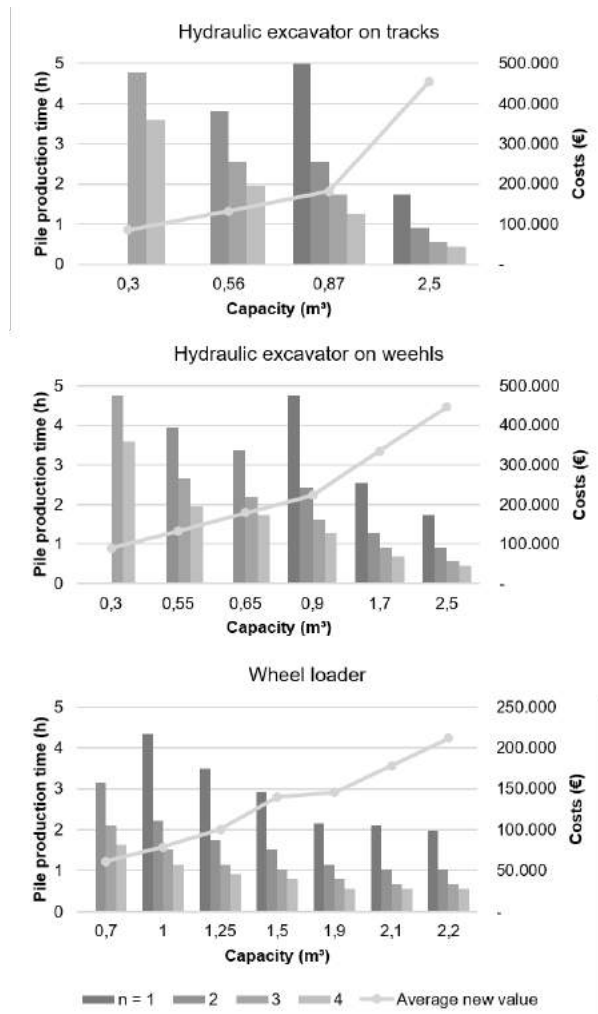 Hydraulic excavator on tracks
Pile production time (h)
5
4
3
2
1
0
500.000
400.000
300.000
200.000
100.000
-
Costs (€)
0,3 0,56 0,87 2,5
Capacity (m³)
Hydraulic excavator on weehls
Pile production time (h)
5
4
3
2
1
0
500.000
400.000
300.000
200.000
100.000
-
Costs (€)
0,3 0,55 0,65 0,9 1,7 2,5
Capacity (m³)
Wheel loader
Pile production time (h)
5
4
3
2
1
0
250.000
200.000
150.000
100.000
50.000
-
Costs (€)
0,7 1 1,25 1,5 1,9 2,1 2,2
Capacity (m³)
n = 1 2 3 4 Average new value